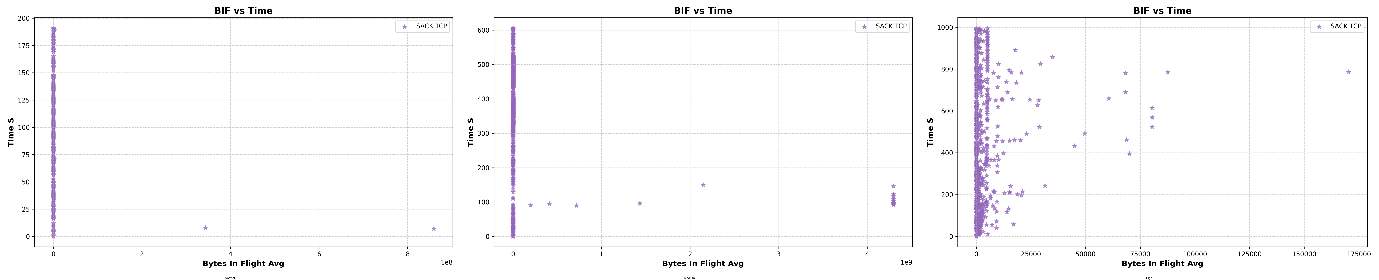 BIF vs Time
SACK TCP
200
175
150
125
100
75
50
25
0
Time S
0
2
4
6
8
1e8
Bytes In Flight Avg
BIF vs Time
SACK TCP
600
500
400
300
200
100
0
Time S
0
1
2
3
4
1e9
Bytes In Flight Avg
BIF vs Time
SACK TCP
1000
800
600
400
200
0
Time S
0
25000
50000
75000
100000
125000
150000
175000
Bytes In Flight Avg